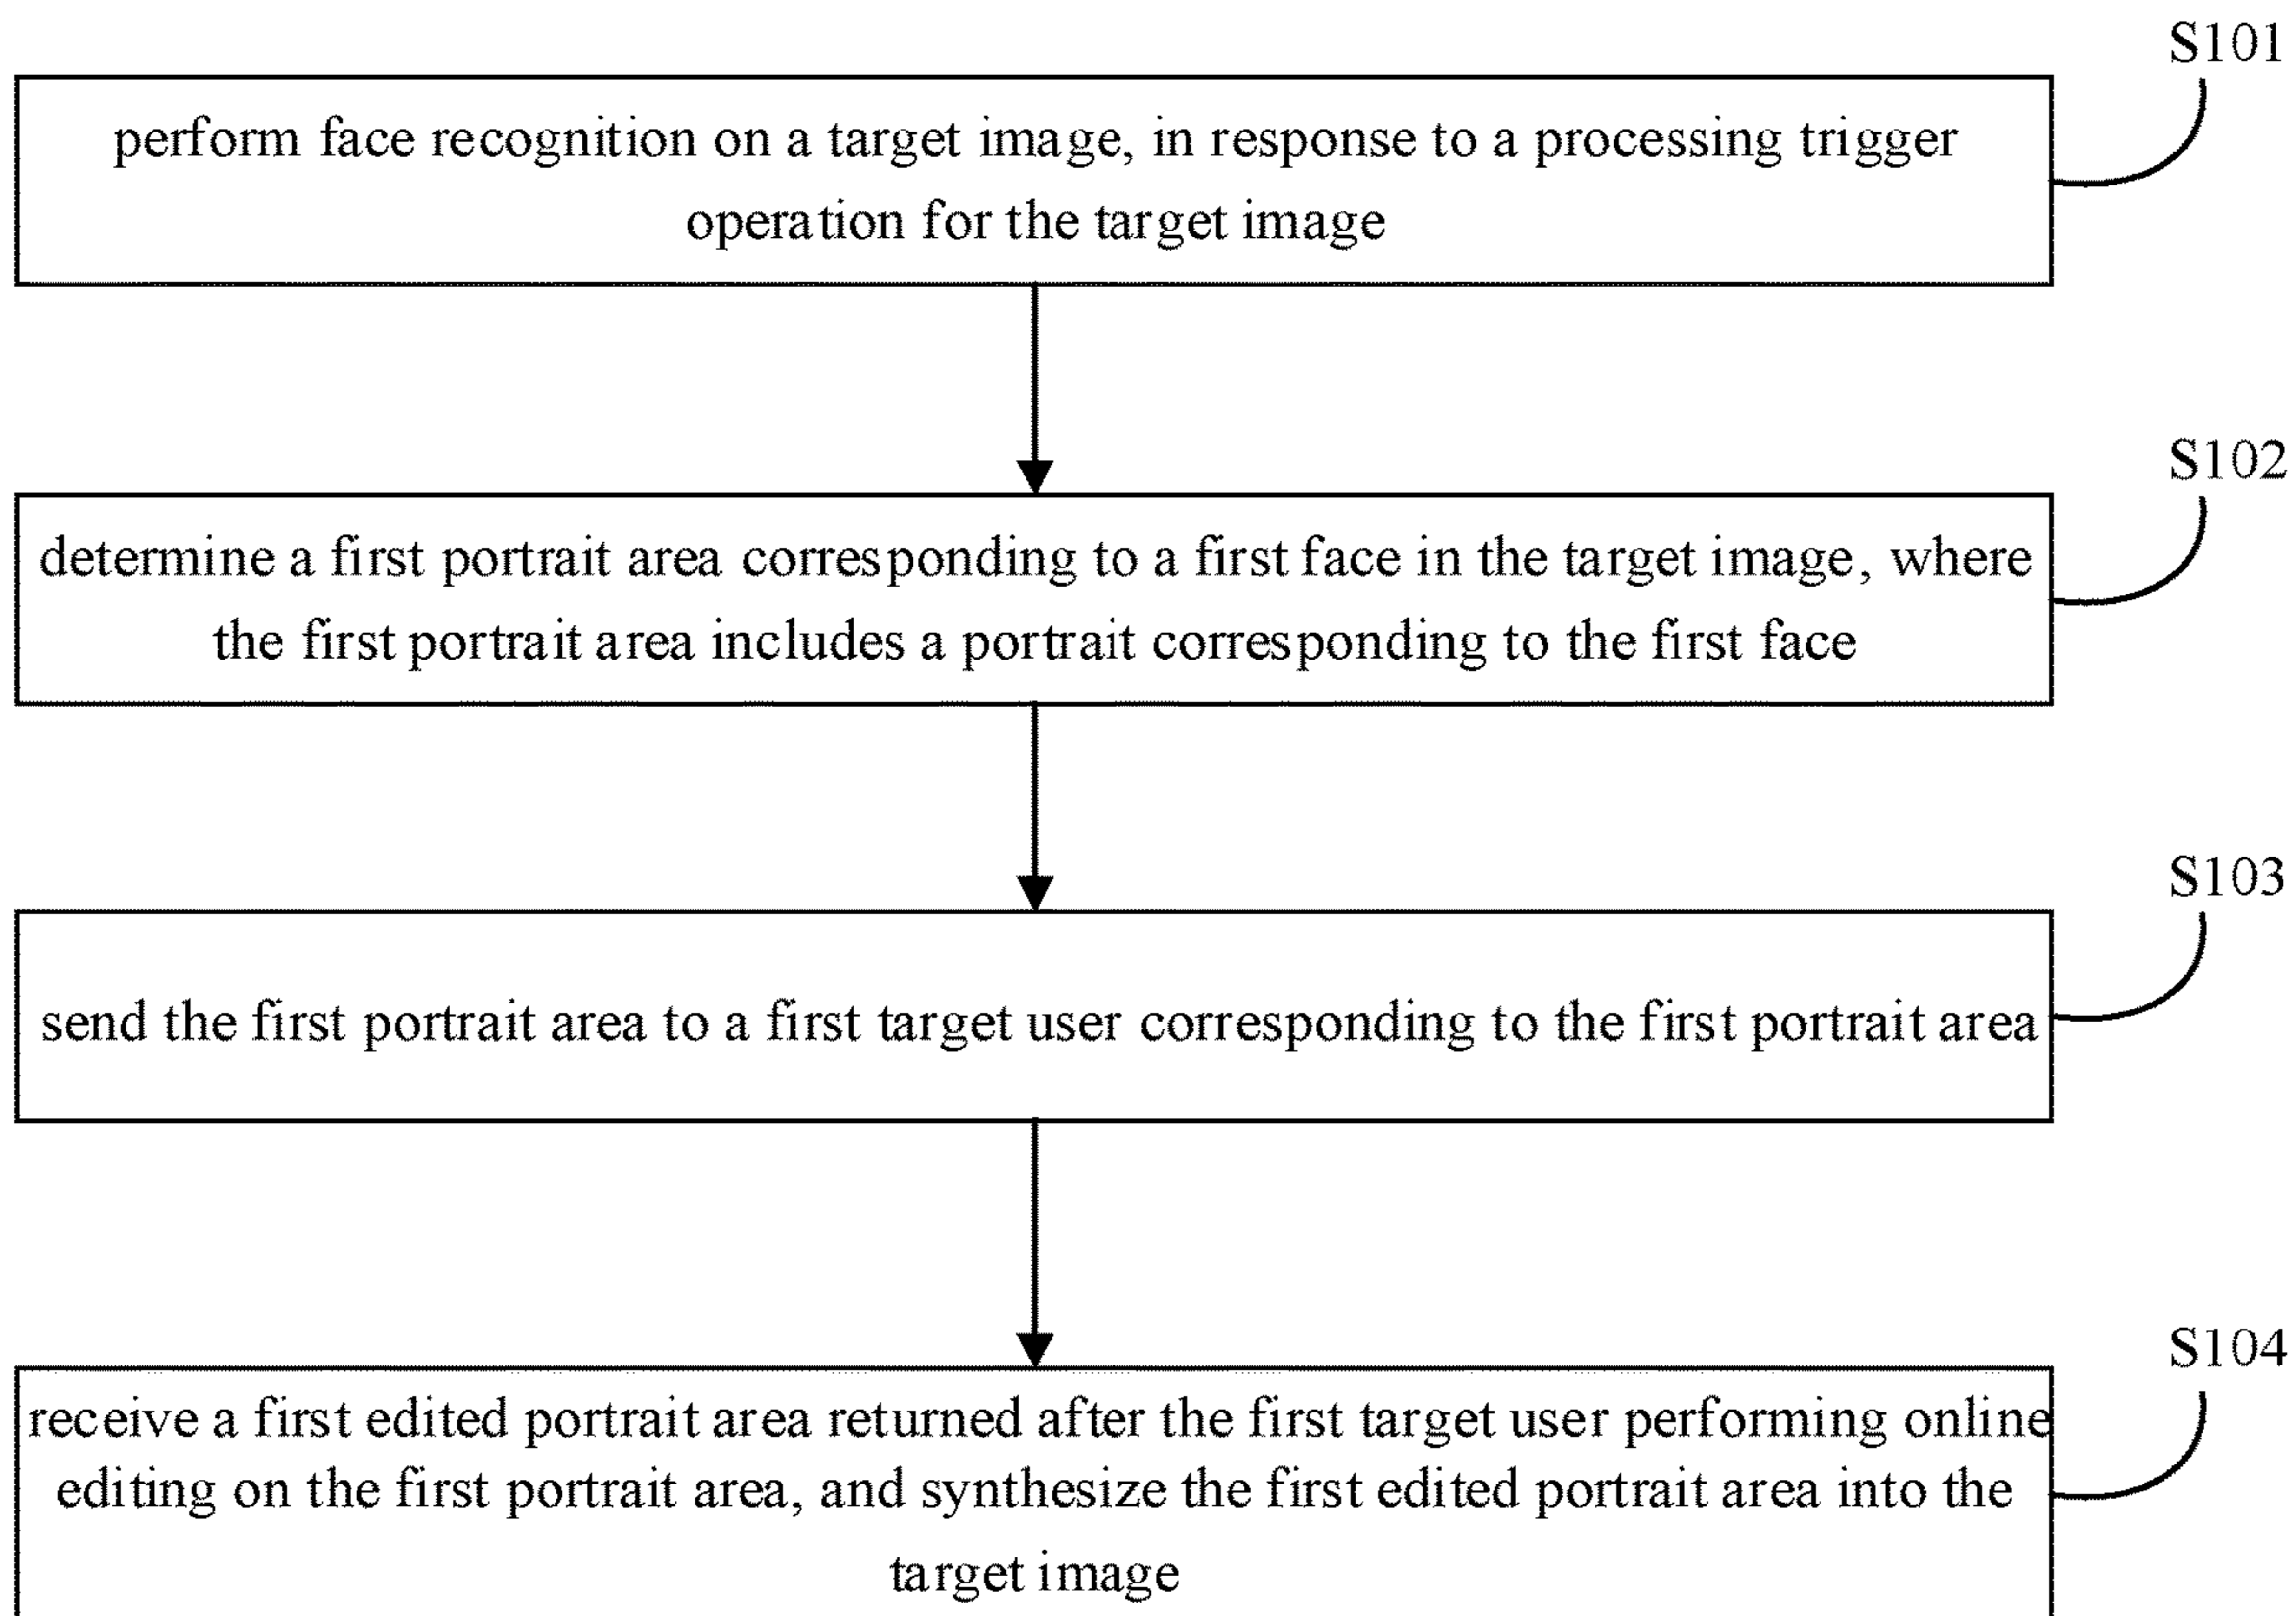 S101
perform face recognition on a target image, in response to a processing trigger
operation for the target image
S102
determine a first portrait area corresponding to a first face in the target image, where
the first portrait area includes a portrait corresponding to the first face
S103
send the first portrait area to a first target user corresponding to the first portrait area
S104
receive a first edited portrait area returned after the first target user performing online
editing on the first portrait area, and synthesize the first edited portrait area into the
target image